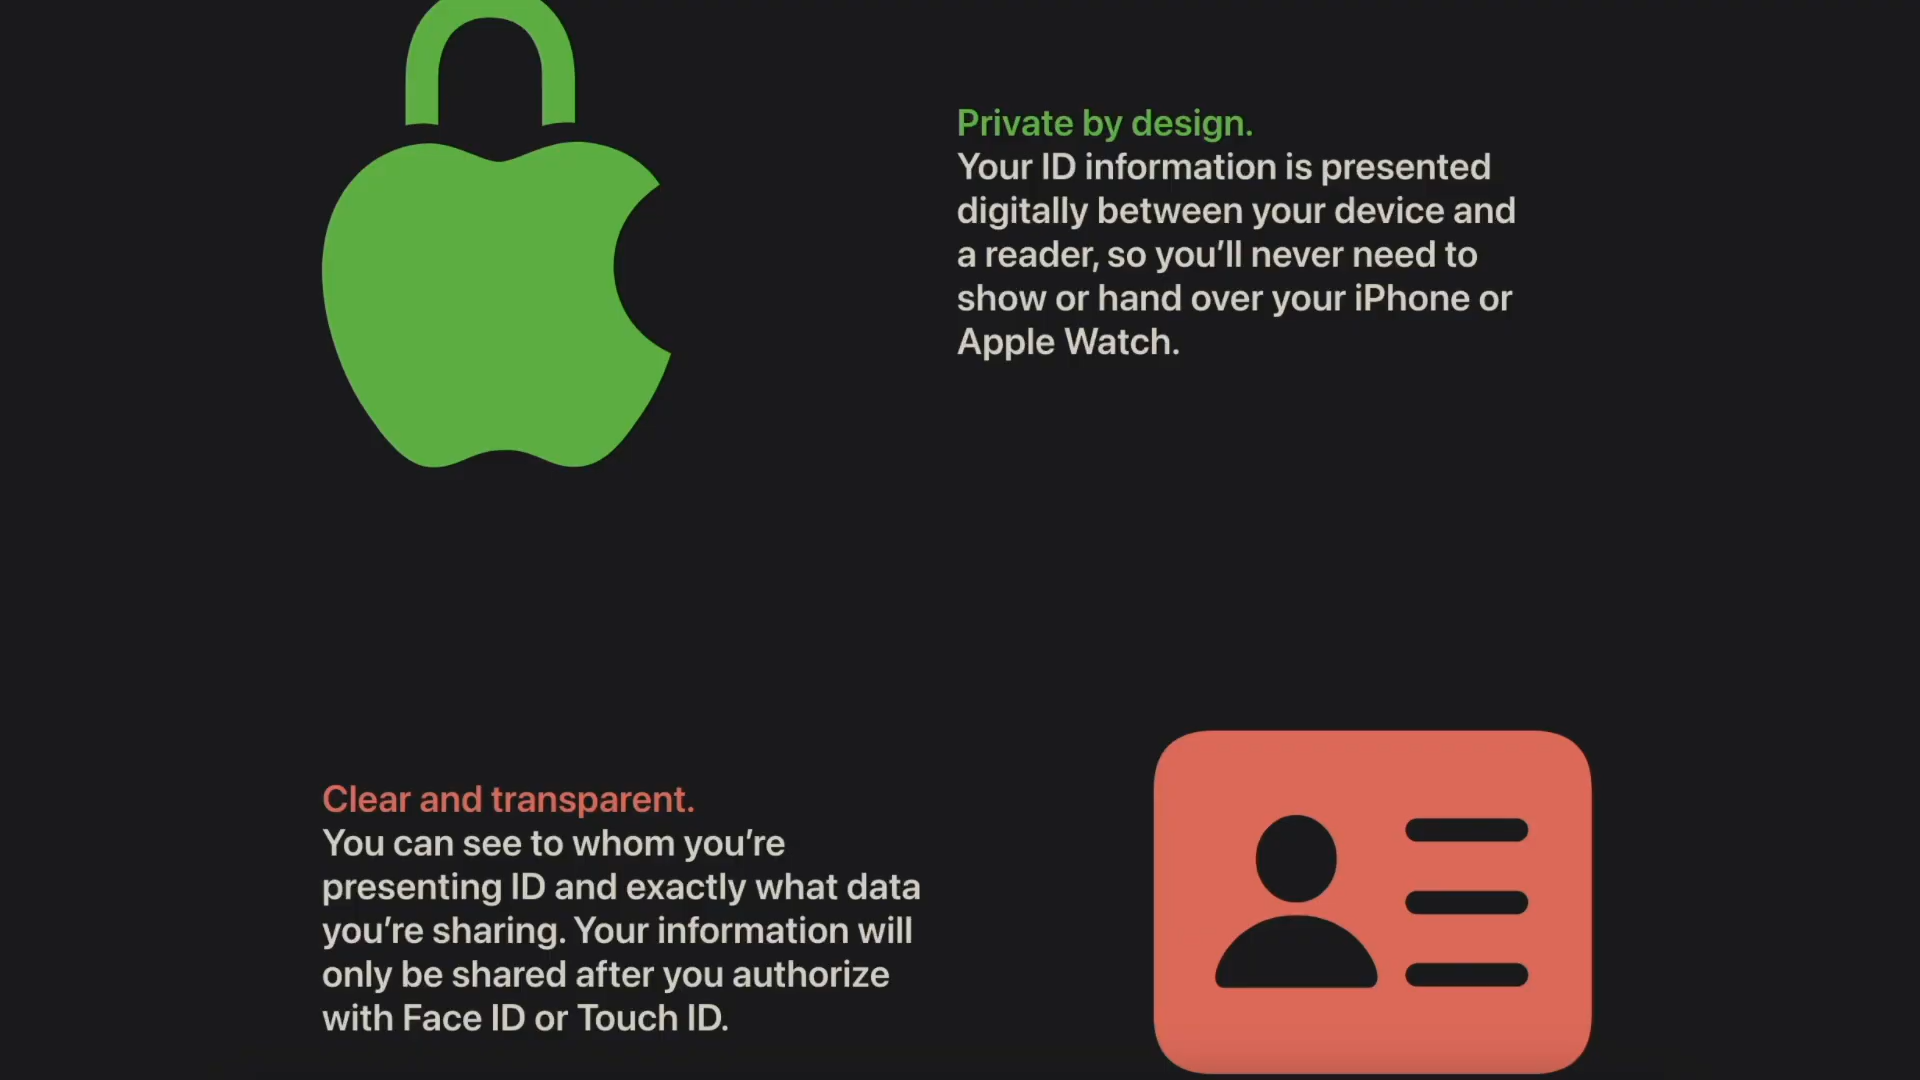 Private by design.
Your ID information is presented
digitally between your device and
a reader, so you’ll never need to
show or hand over your iPhone or
Apple Watch.
Clear and transparent.
You can see to whom you’re
presenting ID and exactly what data
you’re sharing. Your information will
only be shared after you authorize
with Face ID or Touch ID.